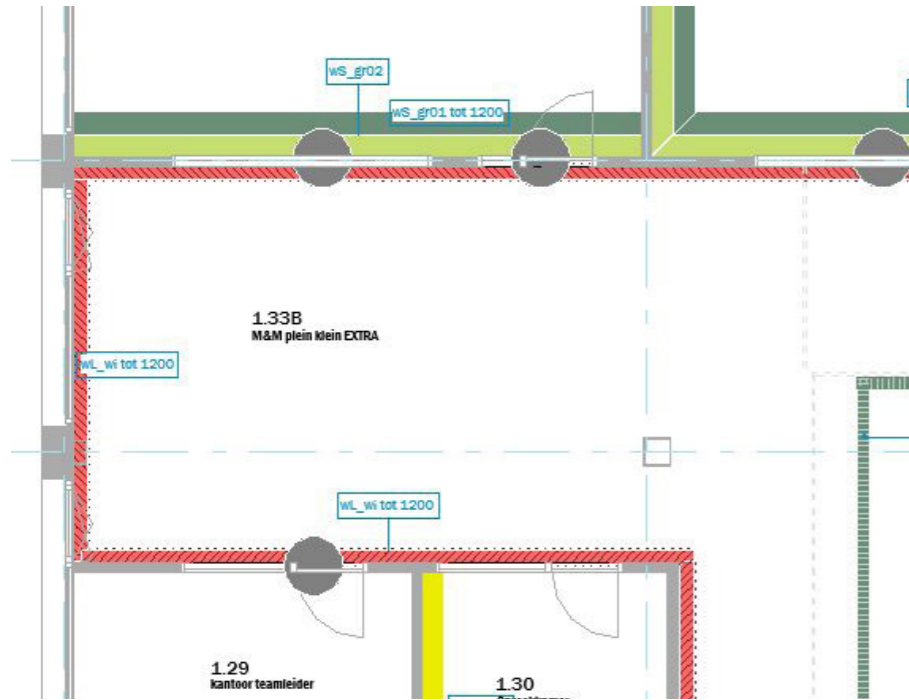 wS_gr02
wS_gr01 tot 1200
1.33B
M&M plein klein EXTRA
wL_wi tot 1200
wL_wi tot 1200
1.29
kantoor teamleider
1.30